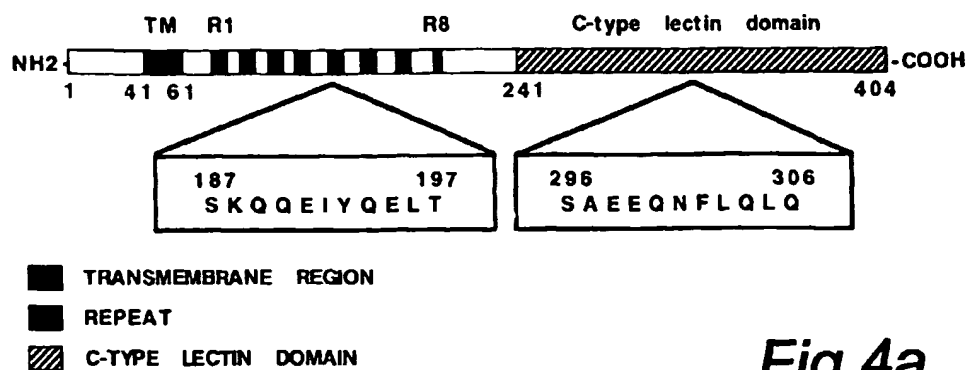 TM R1 R8 C-type lectin domain
NH2 -COOH
1 41 61 241 404
187 197 296 306
SKQQEIYQELT SAEEQNFLQLQ
TRANSMEMBRANE REGION
REPEAT
C-TYPE LECTIN DOMAIN
Fig 4a